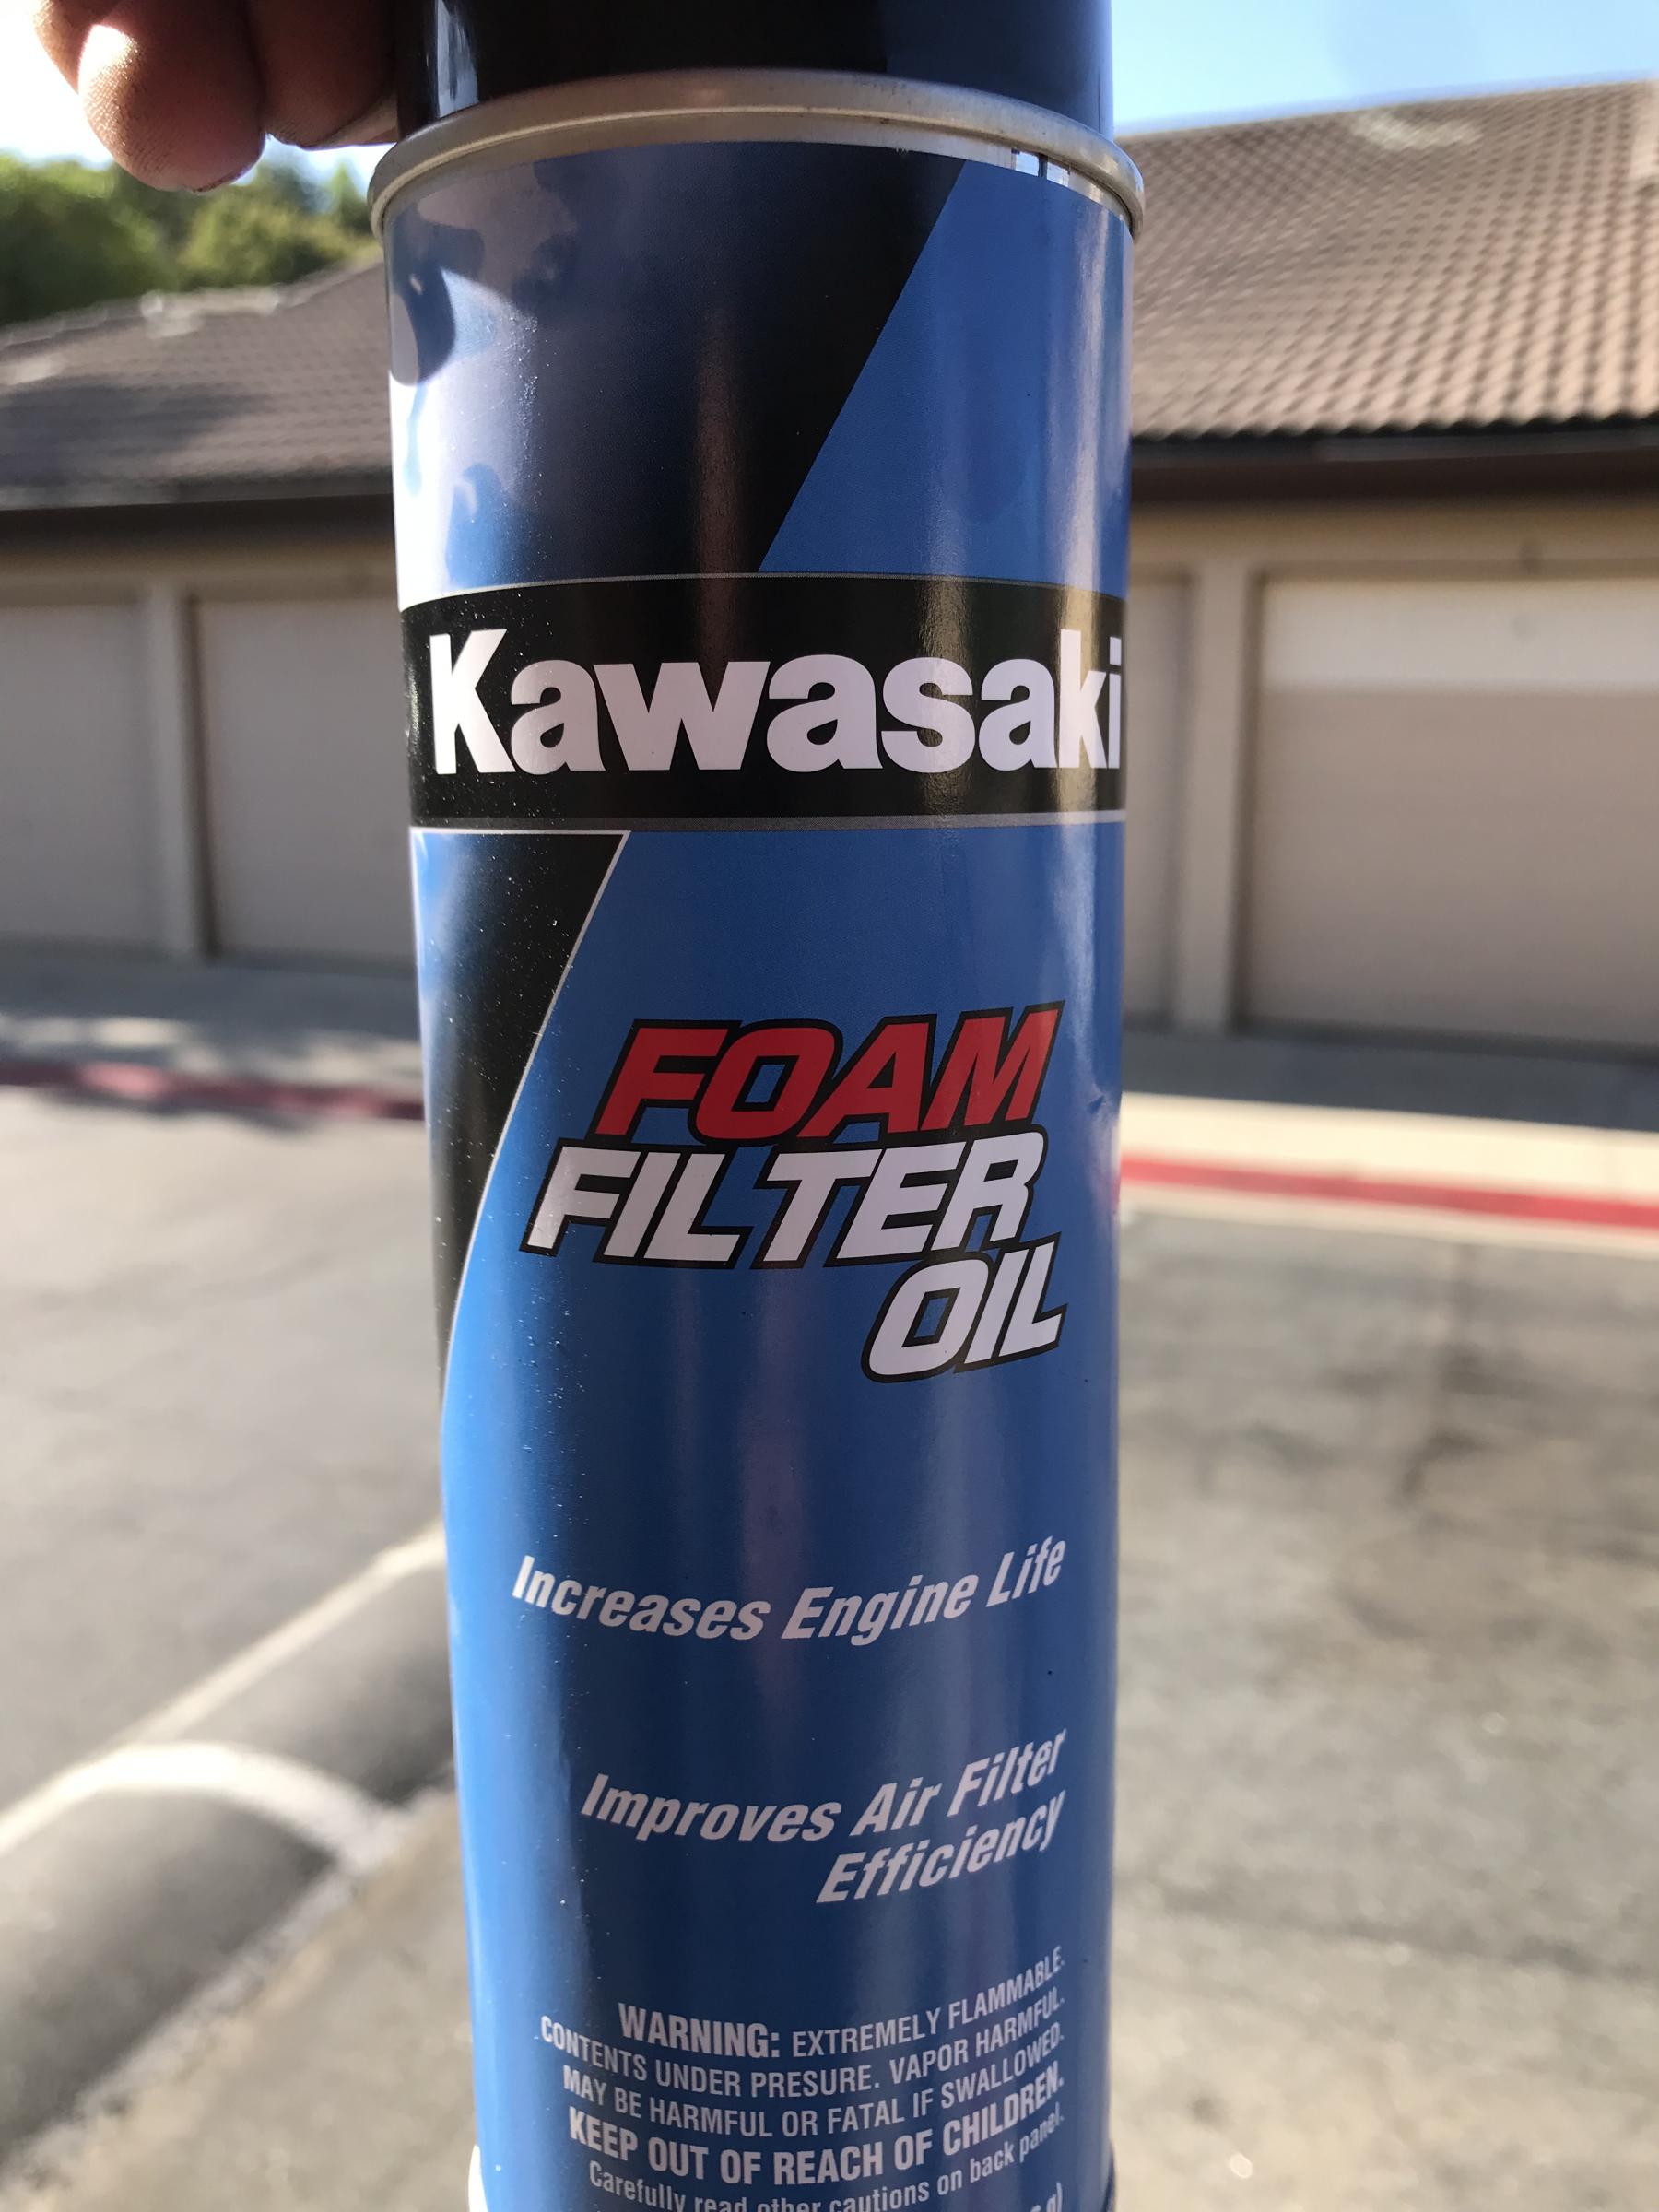 Kawasaki
FOAM
FILTER
OIL
Increases Engine Life
Improves Air Filter
Efficiency
WARNING: EXTREMELY FLAMMABLE.
CONTENTS UNDER PRESURE. VAPOR HARMFUL.
MAY BE HARMFUL OR FATAL IF SWALLOWED.
KEEP OUT OF REACH OF CHILDREN.
Carefully read other cautions on back panel.